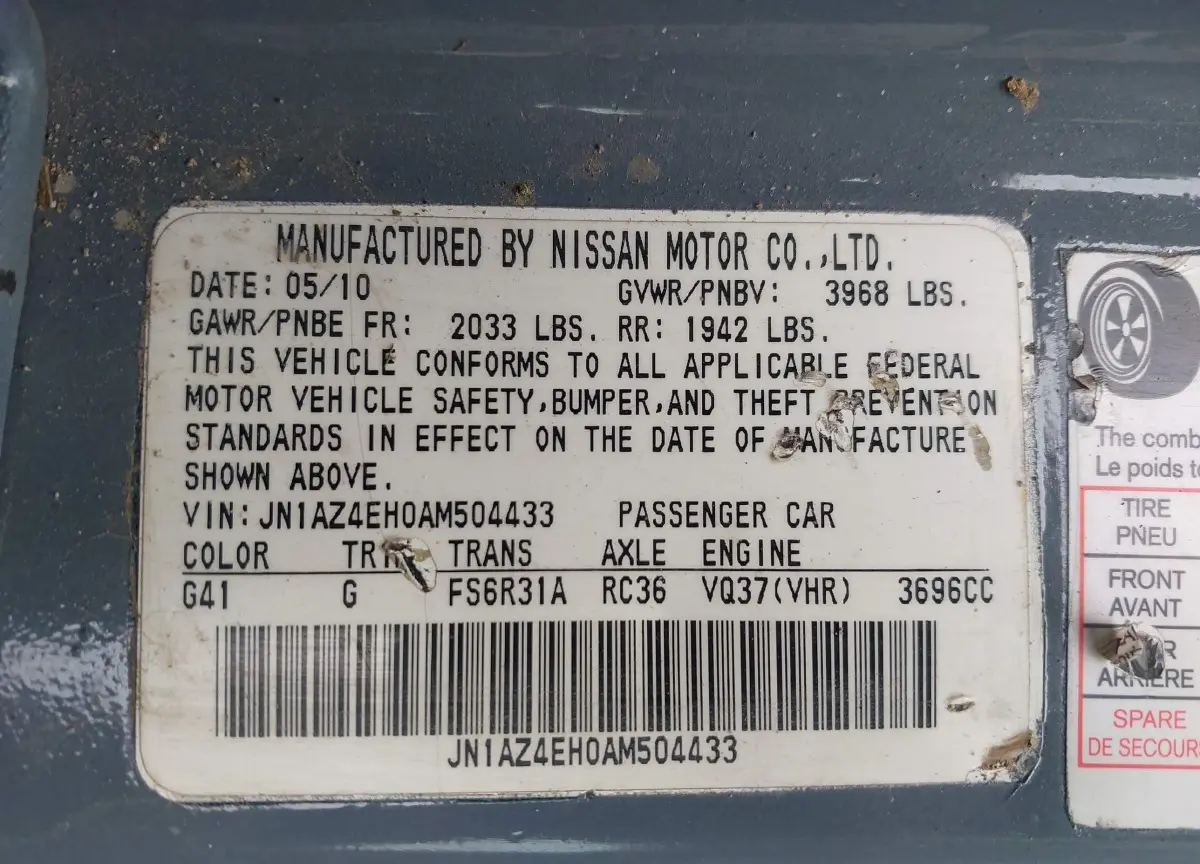 MANUFACTURED BY NISSAN MOTOR CO.,LTD.
DATE: 05/10 GVWR/PNBV: 3968 LBS.
GAWR/PNBE FR: 2033 LBS. RR: 1942 LBS.
THIS VEHICLE CONFORMS TO ALL APPLICABLE FEDERAL
MOTOR VEHICLE SAFETY,BUMPER,AND THEFT PREVENTION
STANDARDS IN EFFECT ON THE DATE OF MANUFACTURE
SHOWN ABOVE.
VIN: JN1AZ4EH0AM504433 PASSENGER CAR
COLOR TRANS AXLE ENGINE
G41 G FS6R31A RC36 VQ37(VHR) 3696CC
JN1AZ4EH0AM504433
The comb
Le poids
TIRE
PNEU
FRONT
AVANT
ARRIERE
SPARE
DE SECOURS